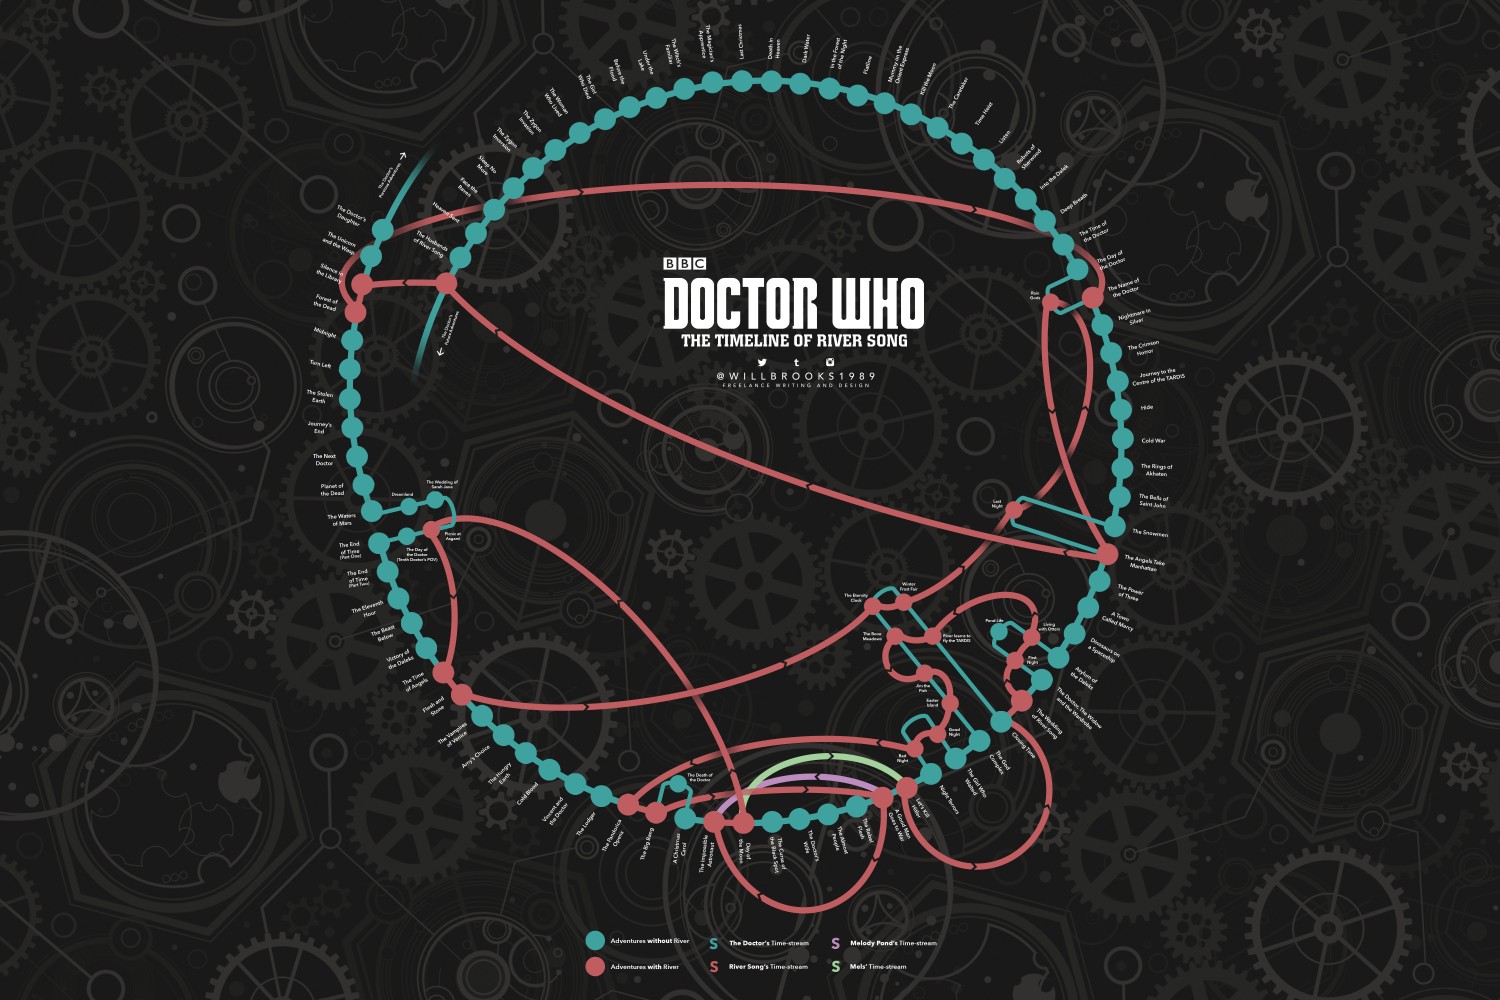 BBC
DOCTOR WHO
THE TIMELINE OF RIVER SONG
@WILLBROOKS1989
FREELANCE WRITING AND DESIGN
The Doctor's
Previous Adventures
The Doctor's
Daughter
The Unicorn
and the Wasp
Silence in
the Library
Forest of
the Dead
Midnight
Turn Left
The Stolen
Earth
Journey's
End
The Next
Doctor
Planet of
the Dead
The Waters
of Mars
Dreamland
The Wedding of
Sarah Jane
Picnic at
Asgard
The Day of
the Doctor
(Tenth Doctor's POV)
The End
of Time
(Part One)
The End
of Time
(Part Two)
The Eleventh
Hour
The Beast
Below
Victory of
the Daleks
The Time
of Angels
Flesh and
Stone
The Vampires
of Venice
Amy's Choice
The Hungry
Earth
Cold Blood
Vincent and
the Doctor
The Lodger
The Pandorica
Opens
The Big Bang
The Death of
the Doctor
A Christmas
Carol
The Impossible
Astronaut
Day of
the Moon
The Curse of
the Black Spot
The Doctor's
Wife
The Almost
People
The Rebel
Flesh
A Good Man
Goes to War
Let's Kill
Hitler
Night Terrors
Bad
Night
Good
Night
The Girl Who
Waited
The God
Complex
Closing Time
Easter
Island
Jim the
Fish
The Bone
Meadows
River learns to
fly the TARDIS
The Eternity
Clock
Winter
Frost Fair
The Wedding
of River Song
First
Night
Living
with Otters
Pond Life
The Doctor, The Widow
and the Wardrobe
Asylum of
the Daleks
Dinosaurs on
a Spaceship
A Town
Called Mercy
The Power
of Three
The Angels Take
Manhattan
Last
Night
The Snowmen
The Bells of
Saint John
The Rings of
Akhaten
Cold War
Hide
Journey to the
Centre of the TARDIS
The Crimson
Horror
Nightmare in
Silver
The Name of
the Doctor
Rain
Gods
The Day of
the Doctor
The Time of
the Doctor
Deep Breath
Into the Dalek
Robots of
Sherwood
Listen
Time Heist
The Caretaker
Kill the Moon
Mummy on the
Orient Express
Flatline
In the Forest
of the Night
Dark Water
Death in
Heaven
Last Christmas
The Magician's
Apprentice
The Witch's
Familiar
Under the
Lake
Before the
Flood
The Girl
Who Died
The Woman
Who Lived
The Zygon
Invasion
The Zygon
Inversion
Sleep No
More
Face the
Raven
Heaven Sent
The Husbands
of River Song
The Doctor's
Future Adventures
Adventures without River
Adventures with River
The Doctor's Time-stream
River Song's Time-stream
Melody Pond's Time-stream
Mels' Time-stream